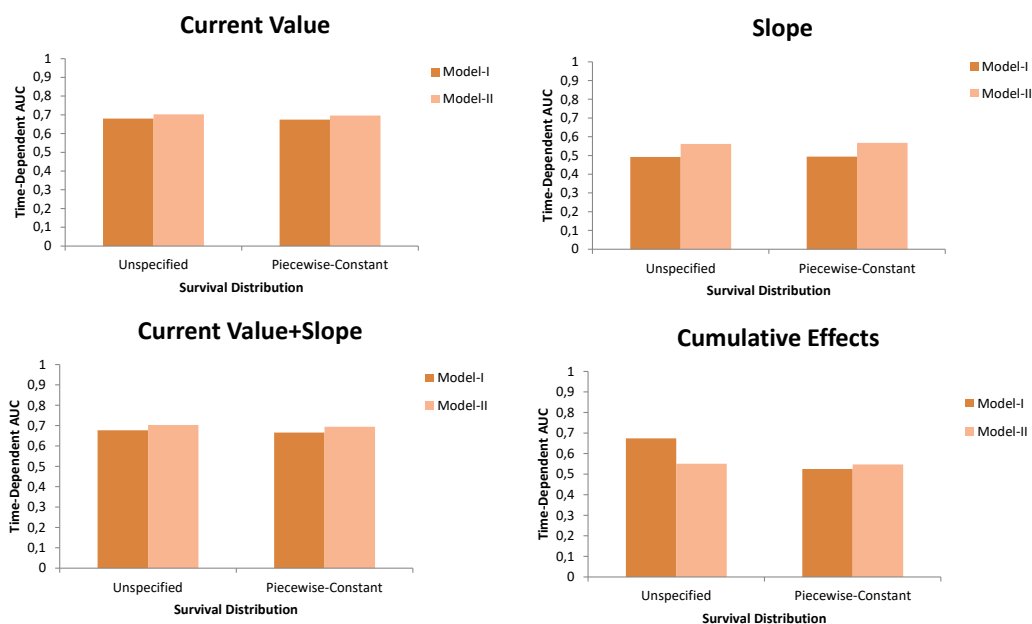 Current Value
1
0,9
0,8
0,7
0,6
0,5
0,4
0,3
0,2
0,1
0
Time-Dependent AUC
Unspecified
Piecewise-Constant
Survival Distribution
Model-I
Model-II
Slope
1
0,9
0,8
0,7
0,6
0,5
0,4
0,3
0,2
0,1
0
Time-Dependent AUC
Unspecified
Piecewise-Constant
Survival Distribution
Model-I
Model-II
Current Value+Slope
1
0,9
0,8
0,7
0,6
0,5
0,4
0,3
0,2
0,1
0
Time-Dependent AUC
Unspecified
Piecewise-Constant
Survival Distribution
Model-I
Model-II
Cumulative Effects
1
0,9
0,8
0,7
0,6
0,5
0,4
0,3
0,2
0,1
0
Time-Dependent AUC
Unspecified
Piecewise-Constant
Survival Distribution
Model-I
Model-II